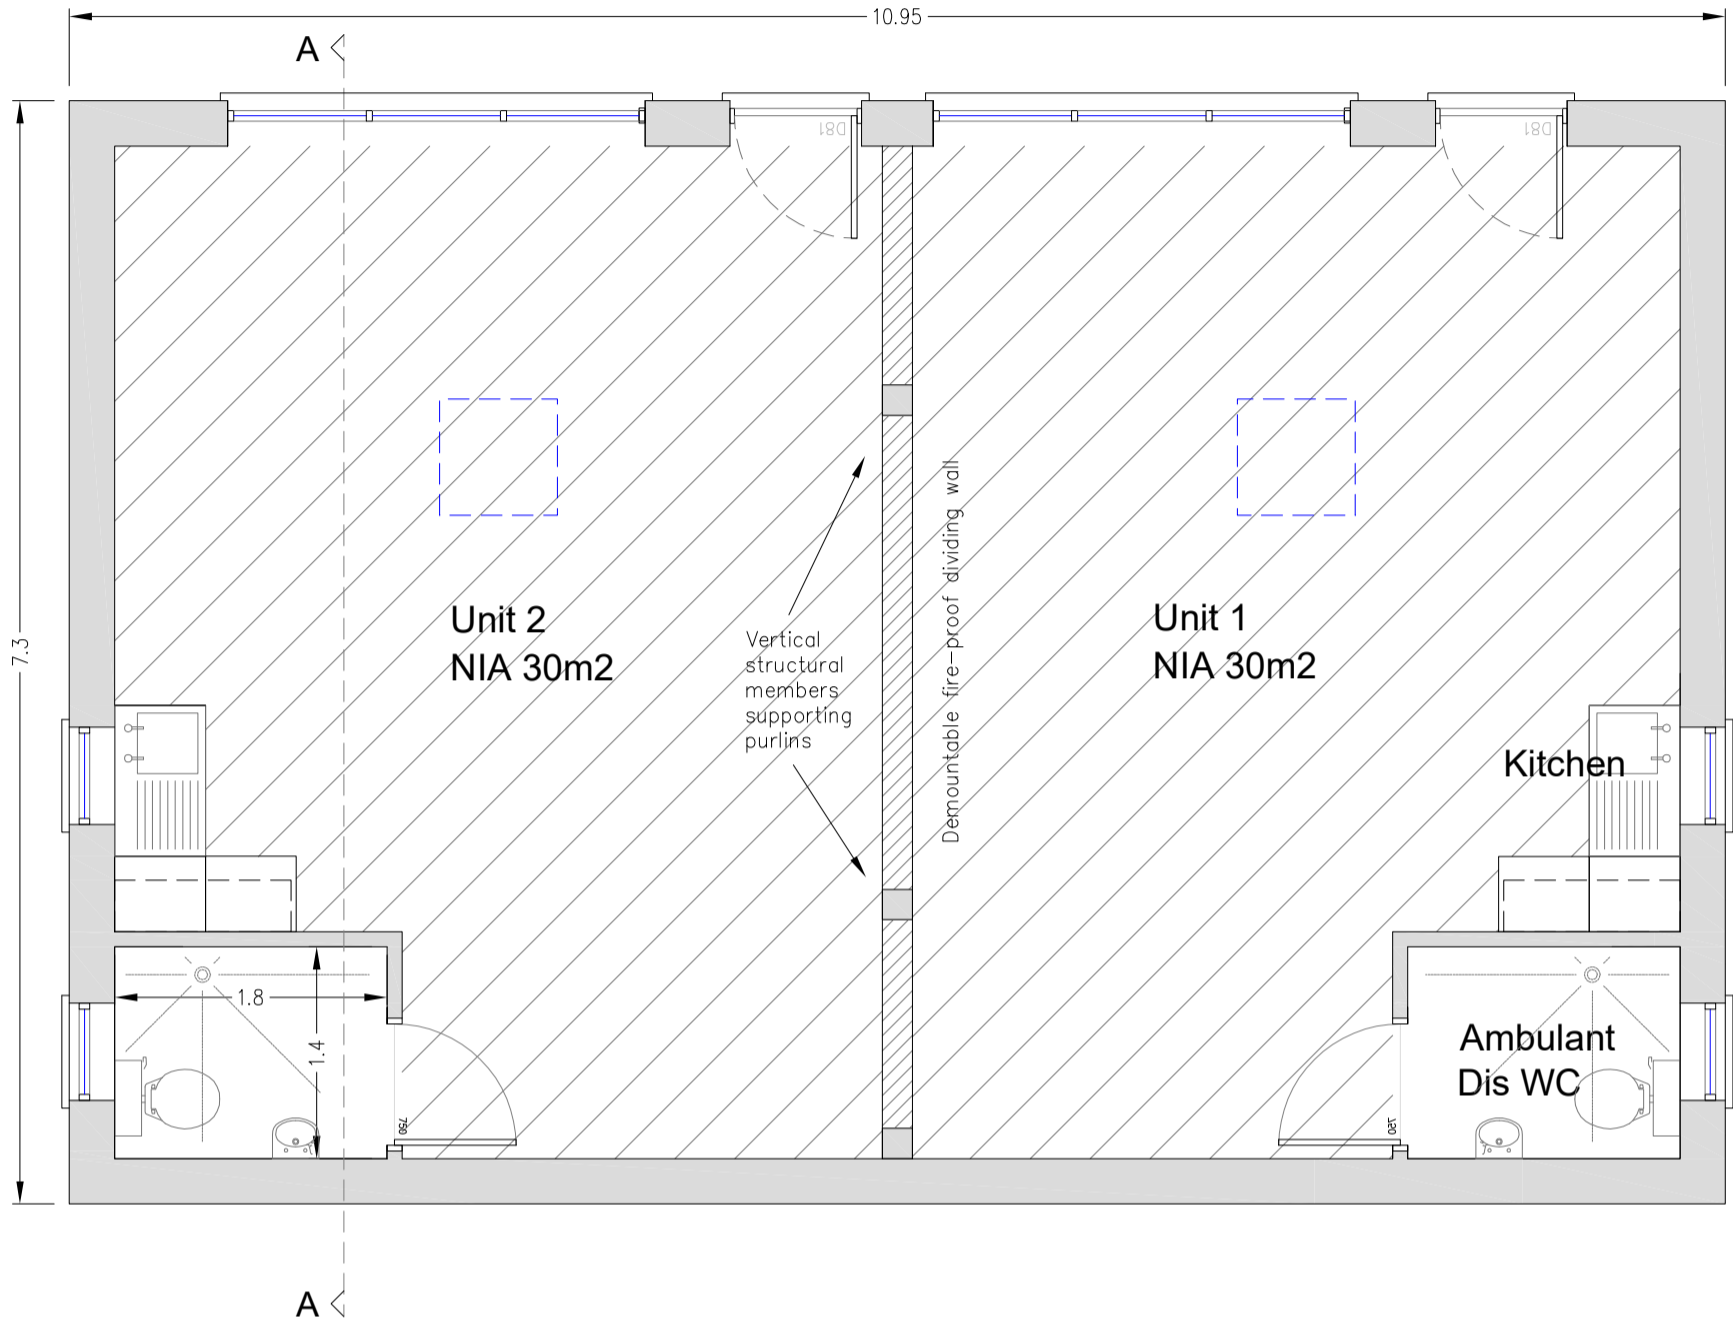 10.95
A
D81
D81
7.3
Unit 2
NIA 30m2
Unit 1
NIA 30m2
Vertical
structural
members
supporting
purlins
Demountable fire-proof dividing wall
Kitchen
1.8
1.4
750
Ambulant
Dis WC
750
A